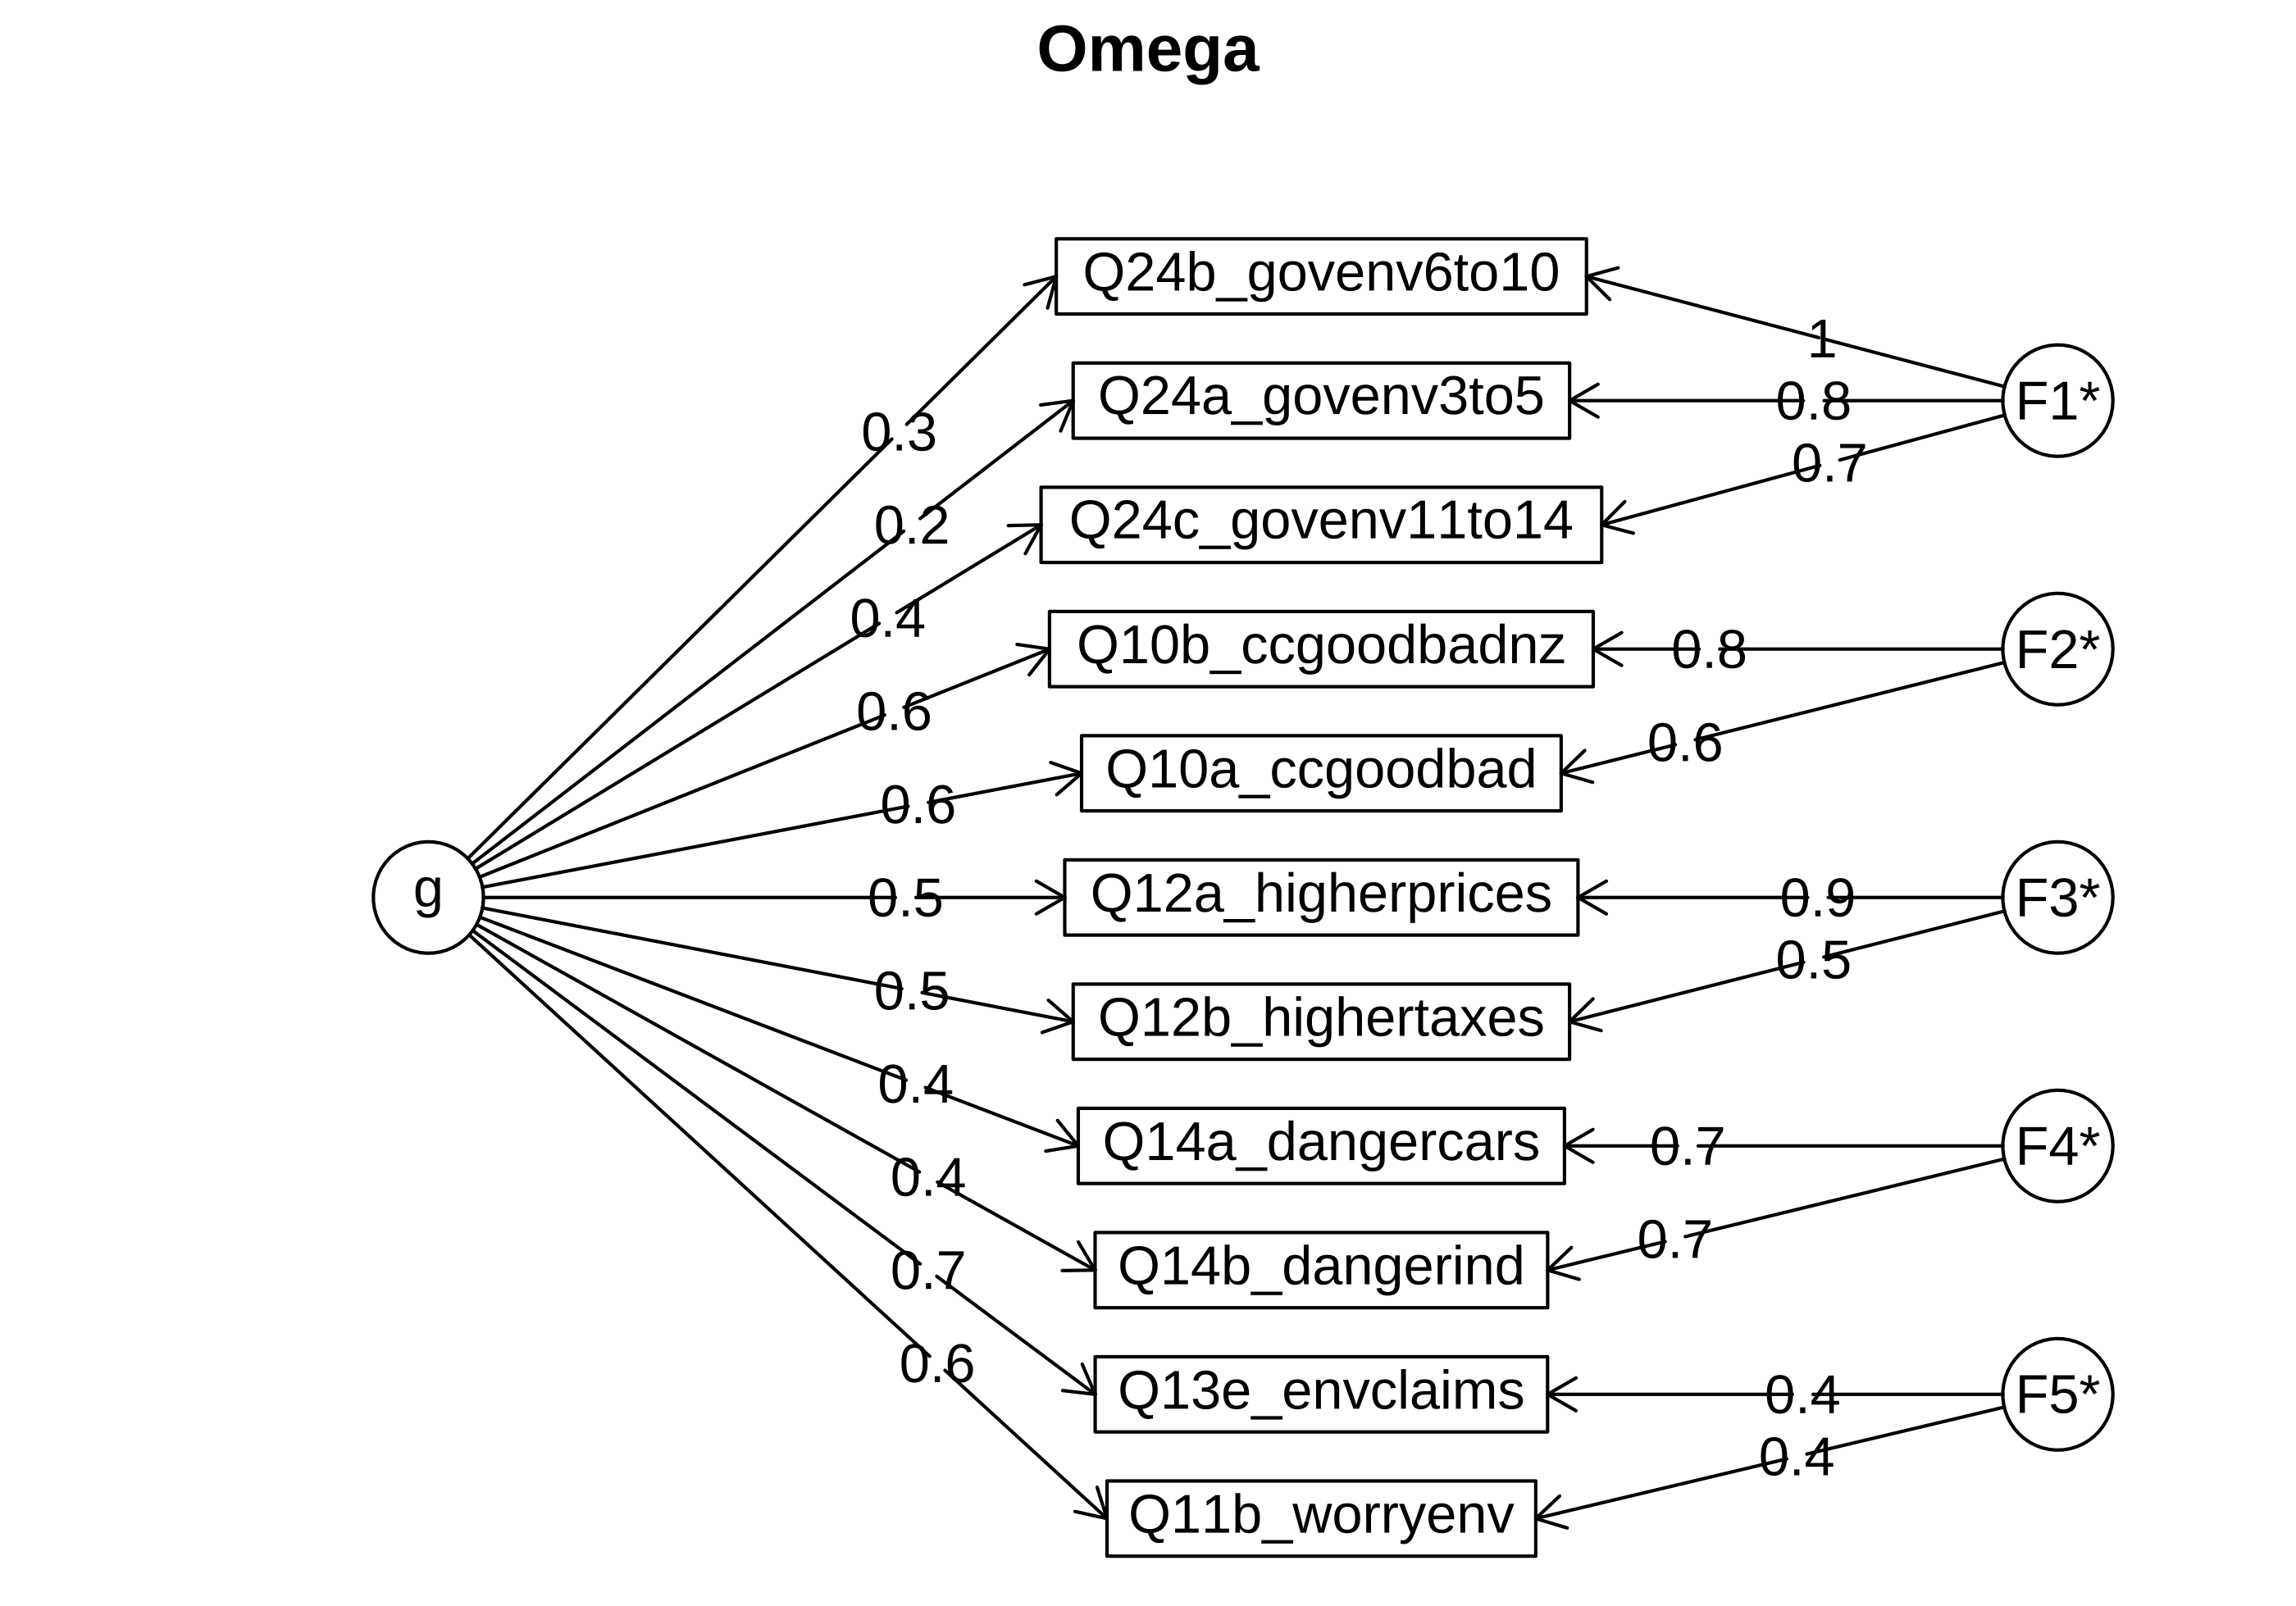 Omega
Q24b_govenv6to10
1
0.3
Q24a_govenv3to5
0.8
F1*
0.7
0.2
Q24c_govenv11to14
0.4
Q10b_ccgoodbadnz
0.8
F2*
0.6
0.6
Q10a_ccgoodbad
0.6
g
0.5
Q12a_higherprices
0.9
F3*
0.5
0.5
Q12b_highertaxes
0.4
Q14a_dangercars
0.7
F4*
0.4
0.7
Q14b_dangerind
0.7
Q13e_envclaims
0.4
F5*
0.6
0.4
Q11b_worryenv